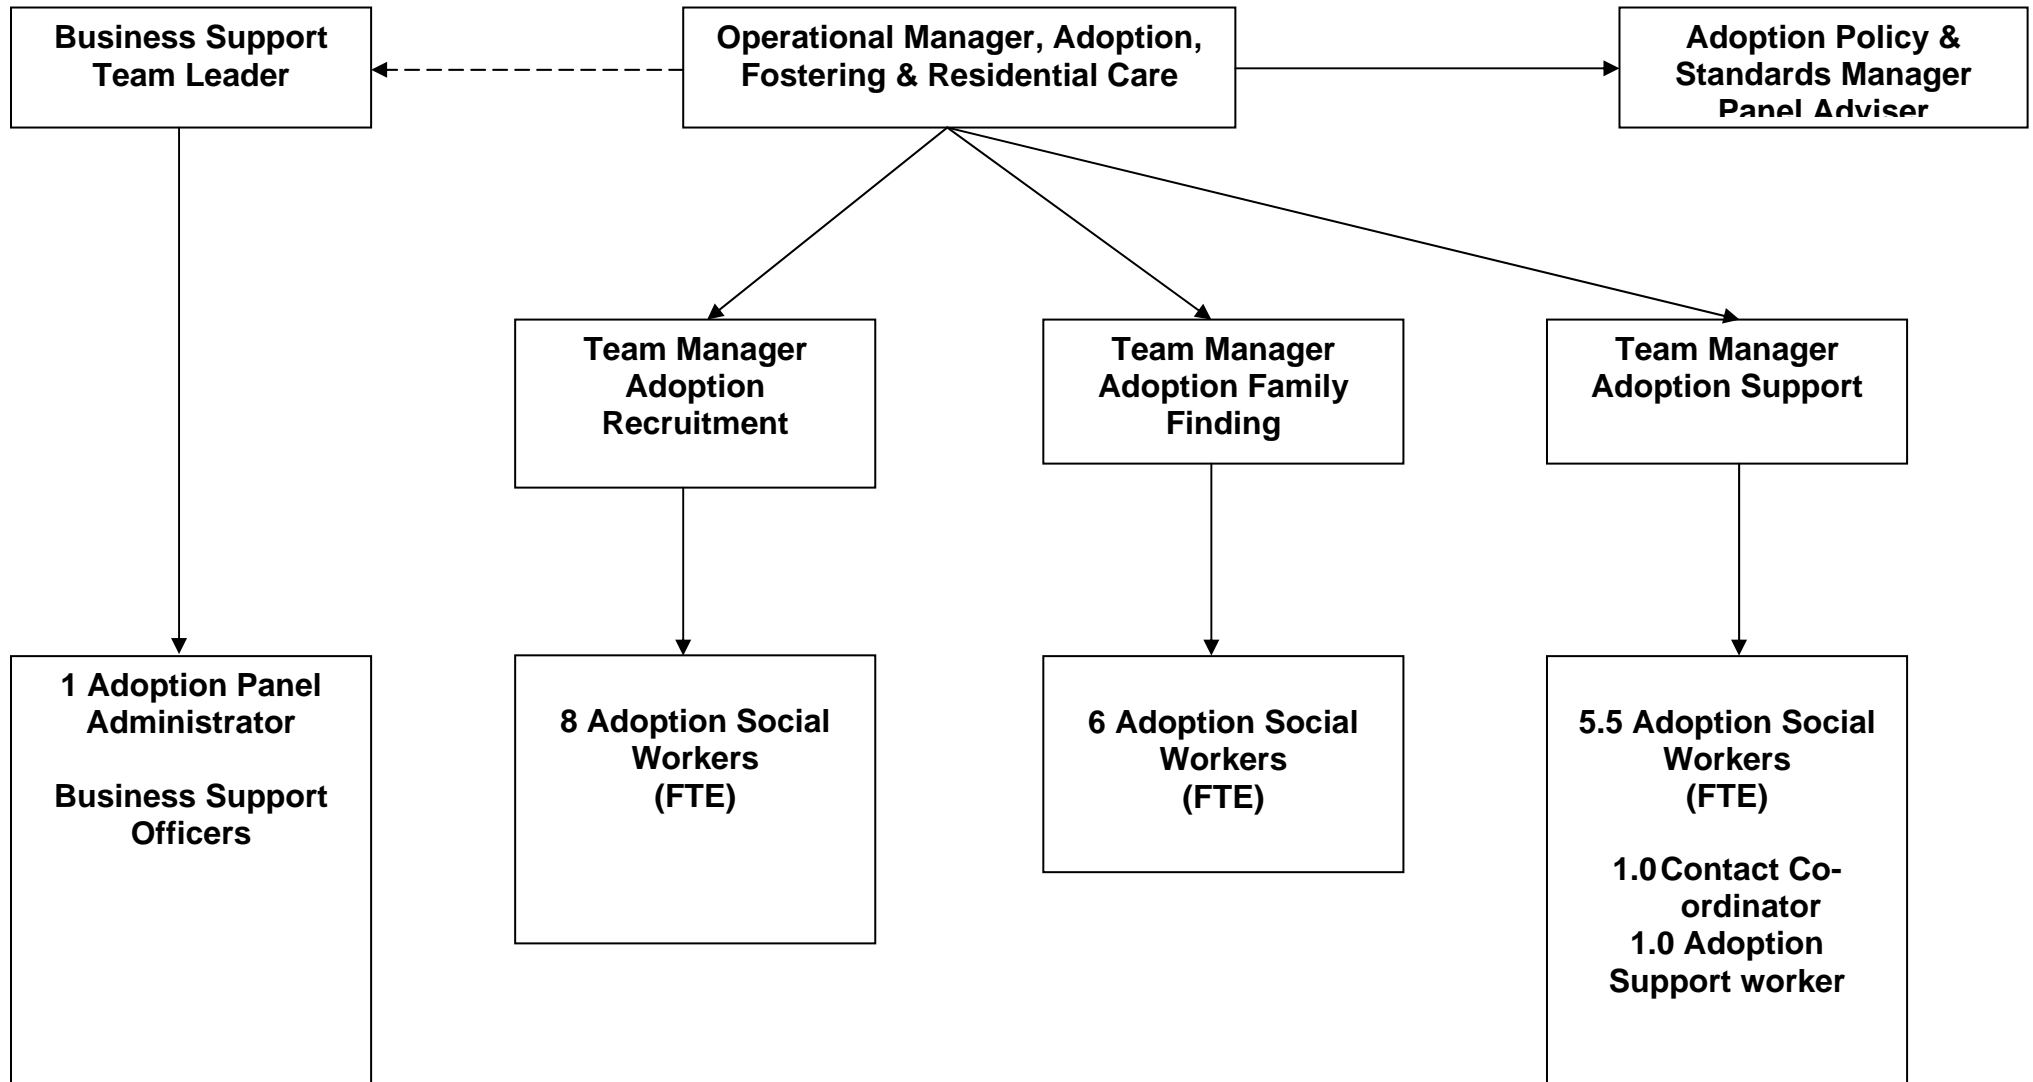 Business Support
Team Leader
Operational Manager, Adoption,
Fostering & Residential Care
Adoption Policy &
Standards Manager
Panel Adviser
Team Manager
Adoption
Recruitment
Team Manager
Adoption Family
Finding
Team Manager
Adoption Support
1 Adoption Panel
Administrator
Business Support
Officers
8 Adoption Social
Workers
(FTE)
6 Adoption Social
Workers
(FTE)
5.5 Adoption Social
Workers
(FTE)
1.0 Contact Co-
ordinator
1.0 Adoption
Support worker